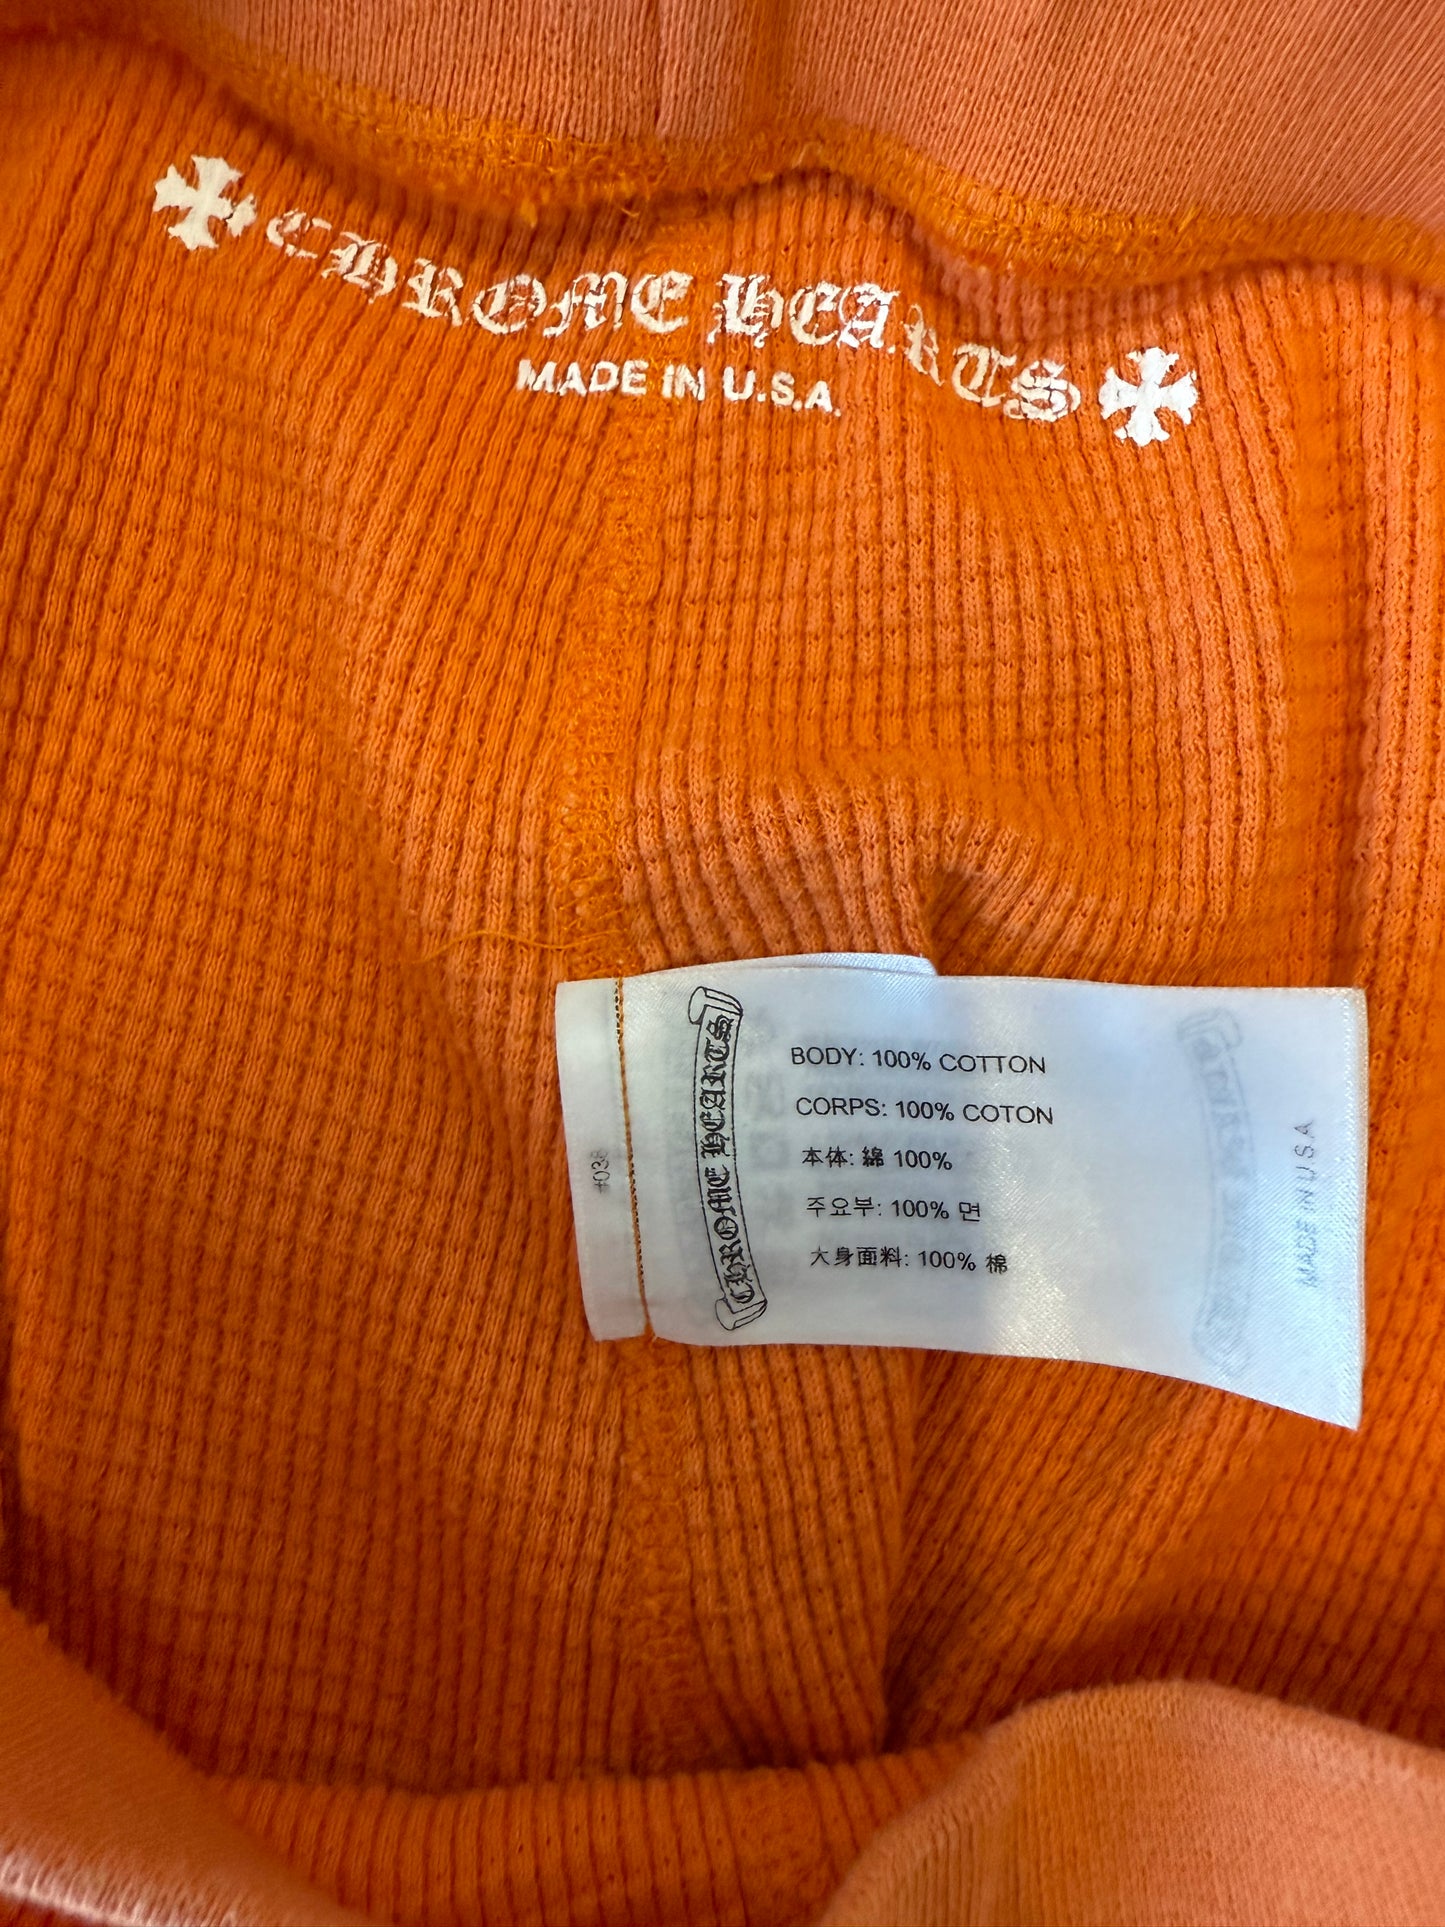 CHROME HEARTS
MADE IN U.S.A.
CHROME HEARTS
BODY: 100% COTTON
CORPS: 100% COTON
本体: 綿 100%
주요부: 100% 면
大身面料: 100% 棉
MADE IN U.S.A